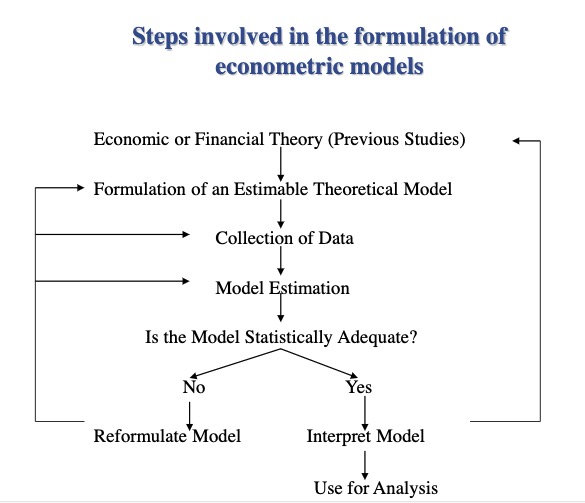 Steps involved in the formulation of
econometric models
Economic or Financial Theory (Previous Studies)
Formulation of an Estimable Theoretical Model
Collection of Data
Model Estimation
Is the Model Statistically Adequate?
No
Yes
Reformulate Model
Interpret Model
Use for Analysis